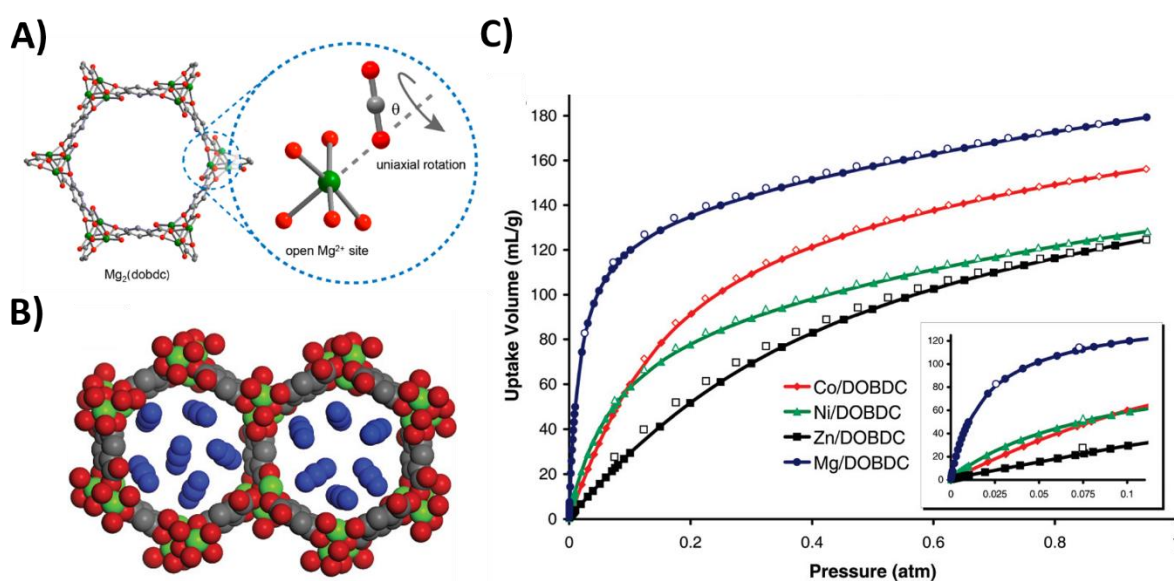 A)
θ
uniaxial rotation
open Mg²⁺ site
Mg₂(dobdc)
B)
C)
Uptake Volume (mL/g)
180
160
140
120
100
80
60
40
20
0
0
0.2
0.4
0.6
0.8
1
Pressure (atm)
Co/DOBDC
Ni/DOBDC
Zn/DOBDC
Mg/DOBDC
120
100
80
60
40
20
0
0
0.025
0.05
0.075
0.1